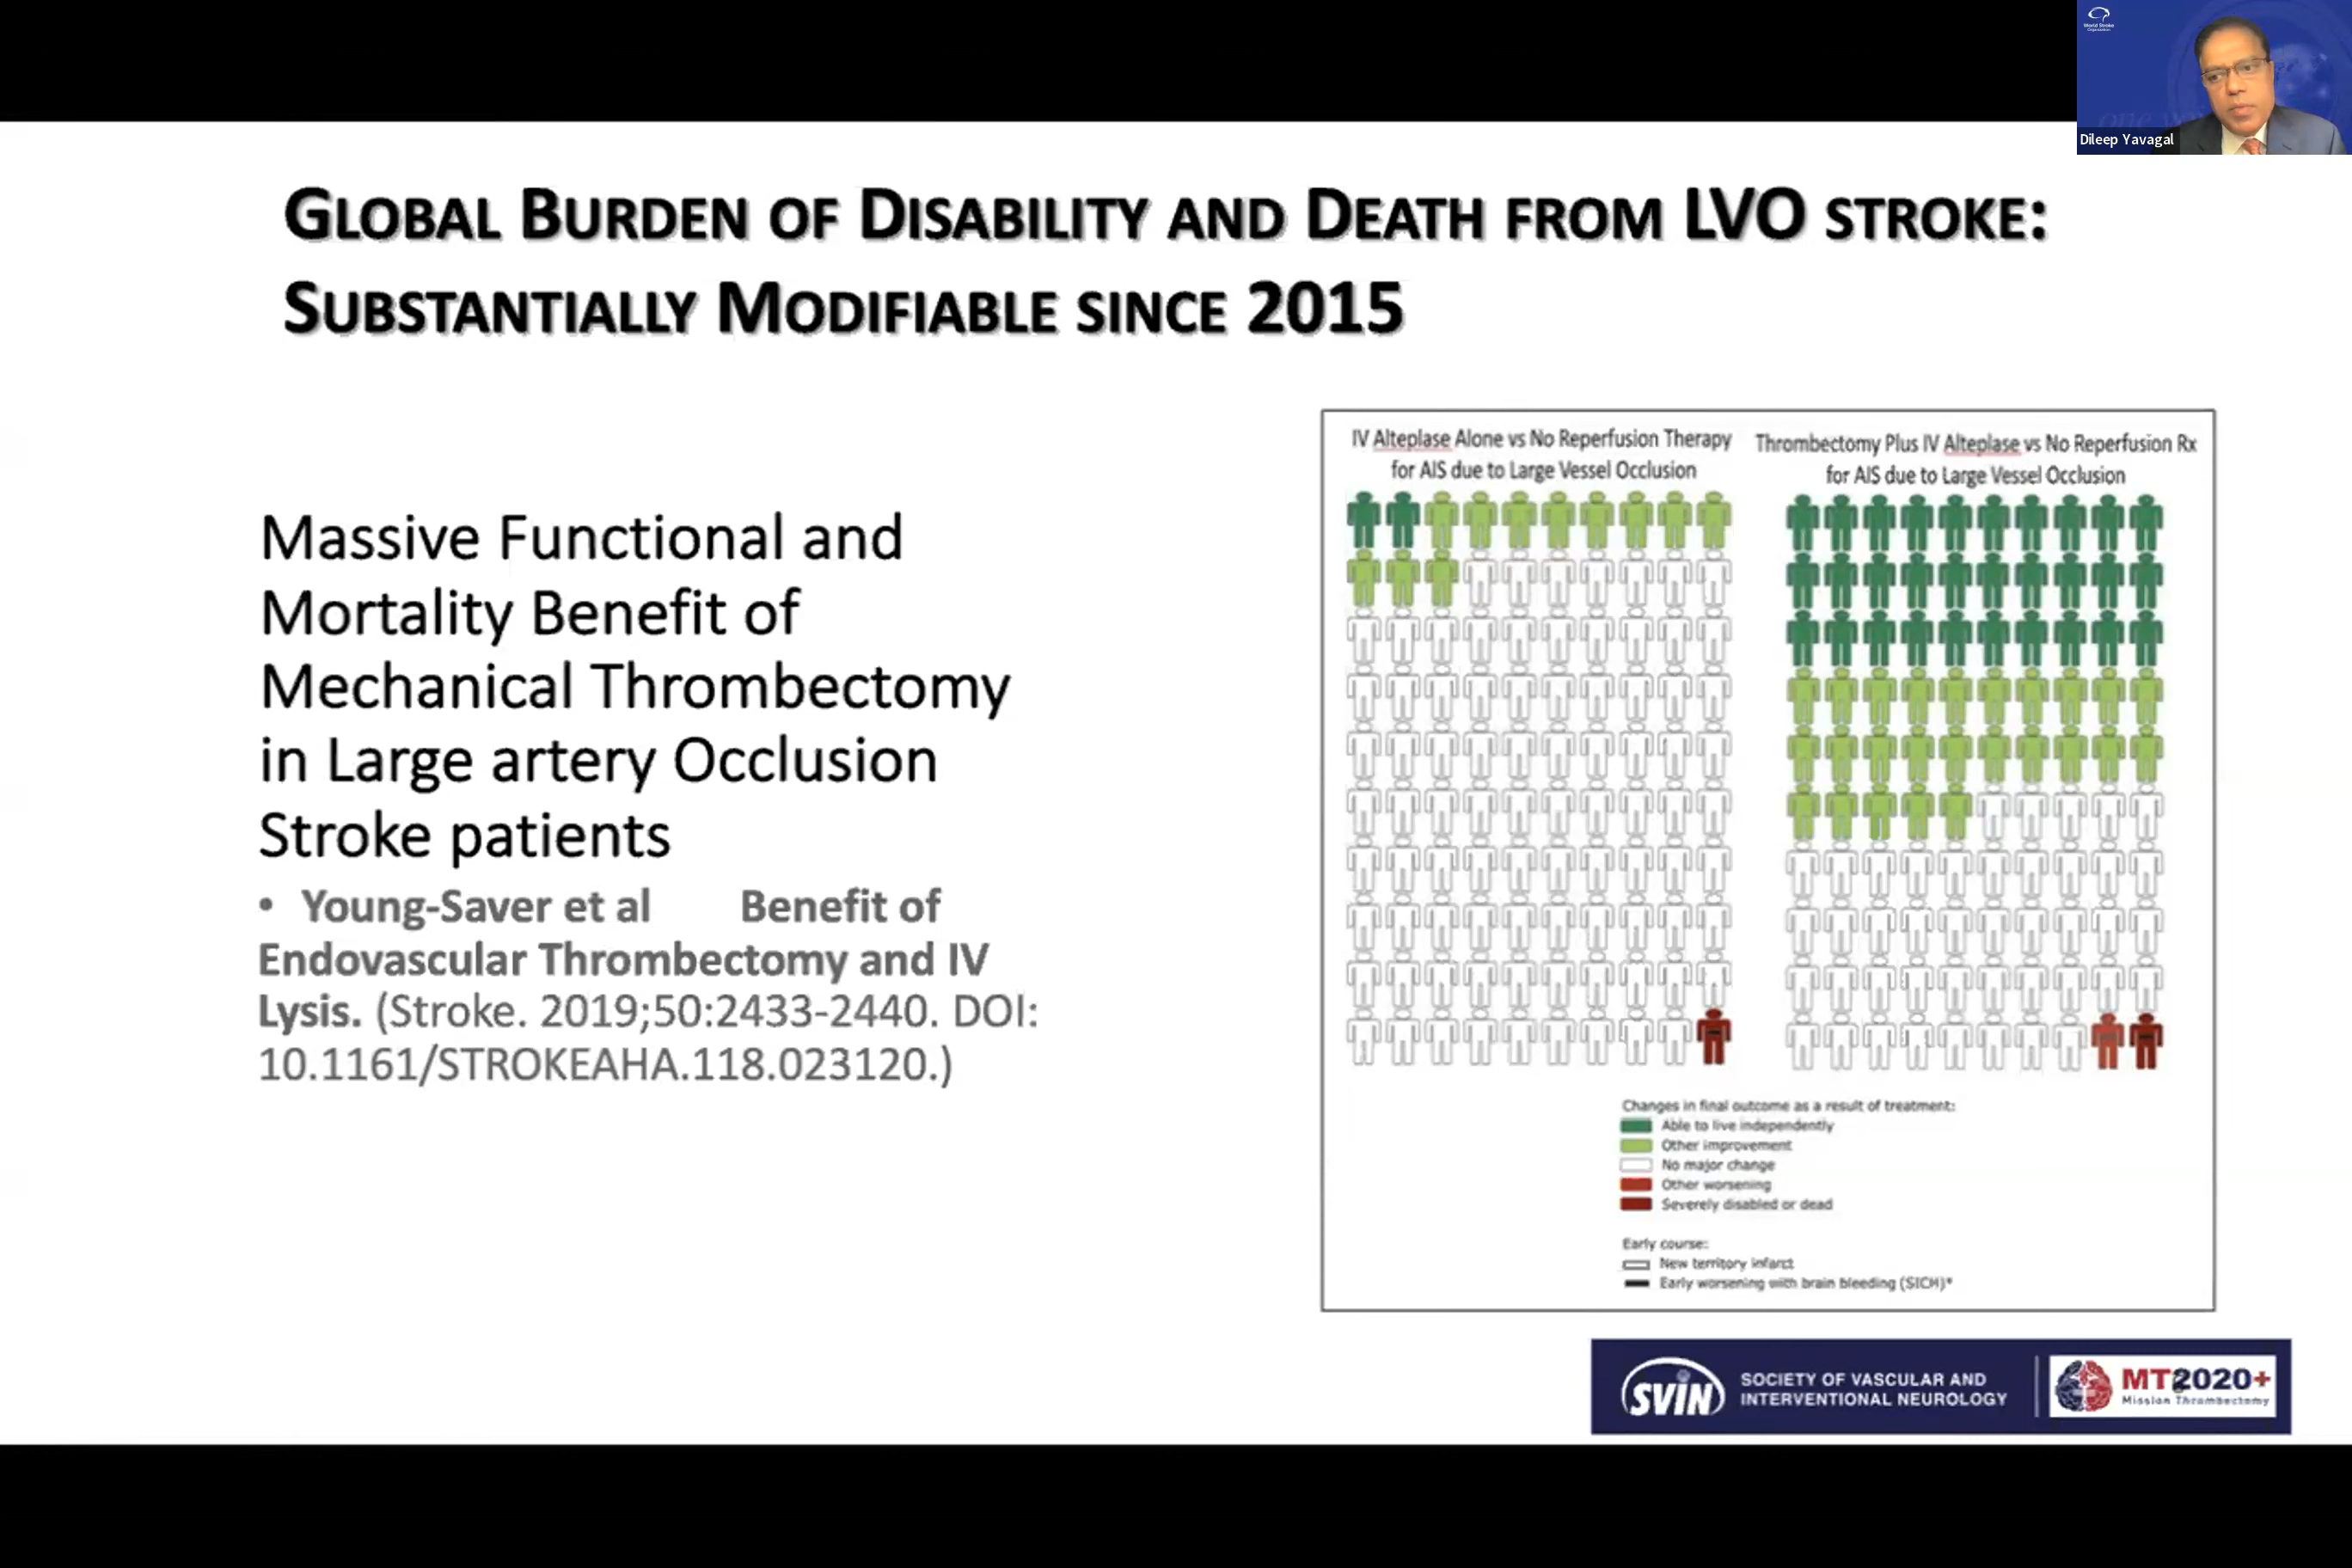 World Stroke
Organization
Dileep Yavagal
GLOBAL BURDEN OF DISABILITY AND DEATH FROM LVO STROKE:
SUBSTANTIALLY MODIFIABLE SINCE 2015
Massive Functional and
Mortality Benefit of
Mechanical Thrombectomy
in Large artery Occlusion
Stroke patients
• Young-Saver et al Benefit of
Endovascular Thrombectomy and IV
Lysis. (Stroke. 2019;50:2433-2440. DOI:
10.1161/STROKEAHA.118.023120.)
IV Alteplase Alone vs No Reperfusion Therapy
for AIS due to Large Vessel Occlusion
Thrombectomy Plus IV Alteplase vs No Reperfusion Rx
for AIS due to Large Vessel Occlusion
Changes in final outcome as a result of treatment:
Able to live independently
Other improvement
No major change
Other worsening
Severely disabled or dead
Early course:
New territory infarct
Early worsening with brain bleeding (SICH)*
SVIN
SOCIETY OF VASCULAR AND
INTERVENTIONAL NEUROLOGY
MT2020+
Mission Thrombectomy